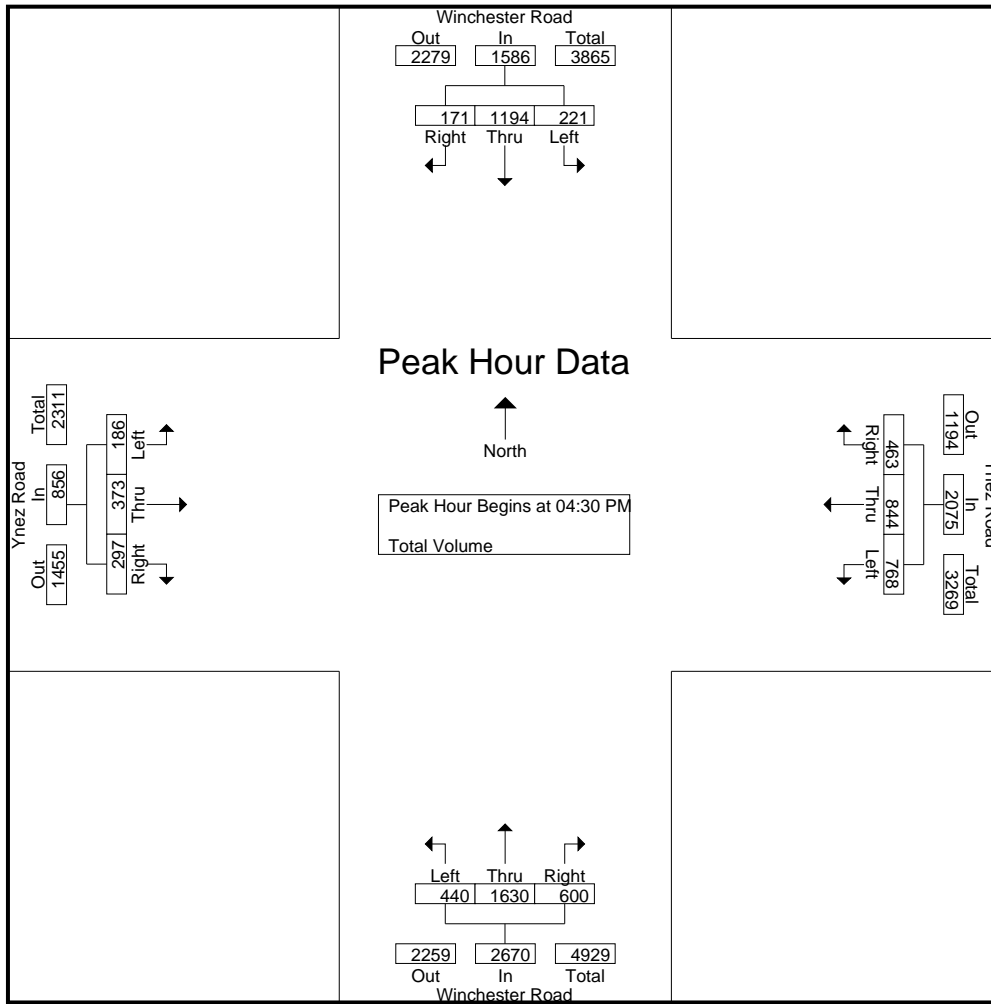 Winchester Road
Out In Total
2279 1586 3865
171 1194 221
Right Thru Left
Peak Hour Data
North
Peak Hour Begins at 04:30 PM
Total Volume
Ynez Road
Out In Total
1455 856 2311
Left Thru Right
186 373 297
Ynez Road
Out In Total
1194 2075 3269
Right Thru Left
463 844 768
Left Thru Right
440 1630 600
2259 2670 4929
Out In Total
Winchester Road